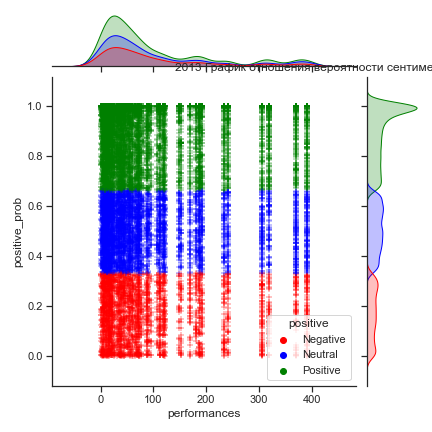 2013 График отношения вероятности сентиме
1.0
0.8
0.6
0.4
0.2
0.0
positive_prob
positive
Negative
Neutral
Positive
0
100
200
300
400
performances